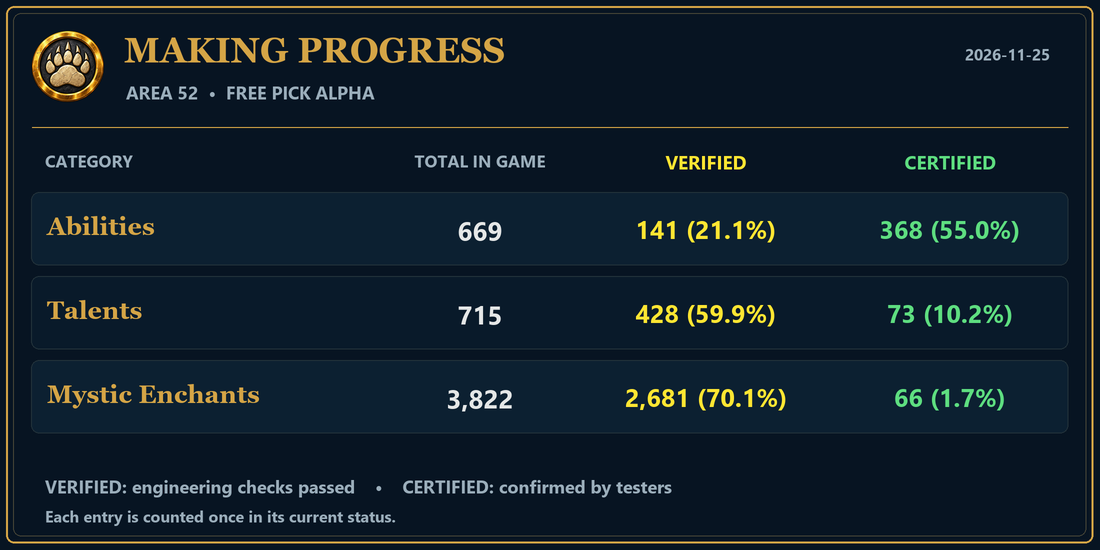 MAKING PROGRESS
2026-11-25
AREA 52 • FREE PICK ALPHA
CATEGORY TOTAL IN GAME VERIFIED CERTIFIED
Abilities 669 141 (21.1%) 368 (55.0%)
Talents 715 428 (59.9%) 73 (10.2%)
Mystic Enchants 3,822 2,681 (70.1%) 66 (1.7%)
VERIFIED: engineering checks passed • CERTIFIED: confirmed by testers
Each entry is counted once in its current status.